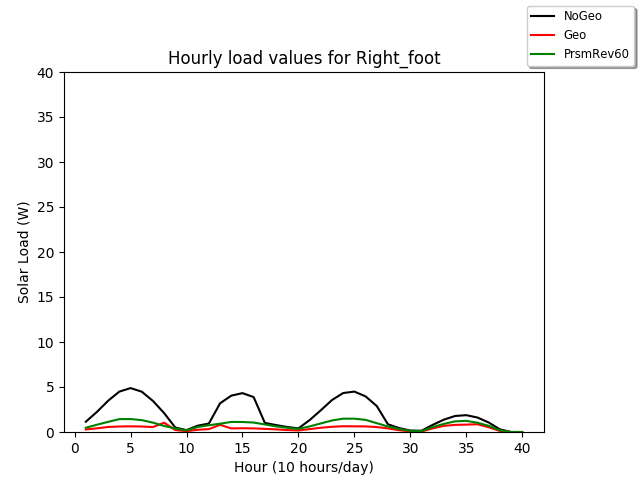 NoGeo
Geo
PrsmRev60
Hourly load values for Right_foot
40
35
30
25
20
15
10
5
0
Solar Load (W)
0 5 10 15 20 25 30 35 40
Hour (10 hours/day)